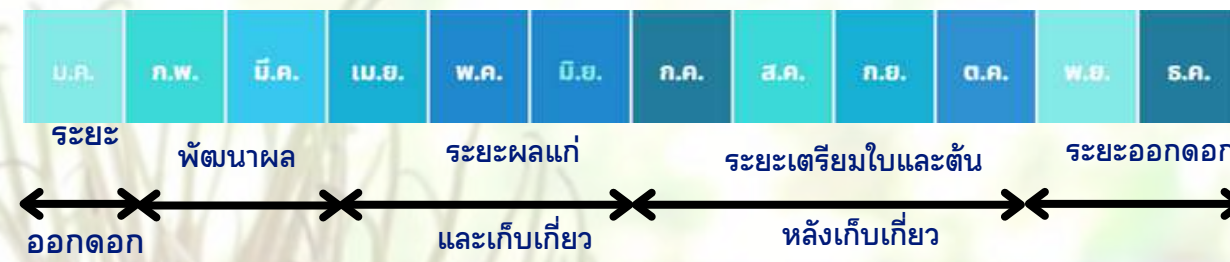 ม.ค. ก.พ. มี.ค. เม.ย. พ.ค. มิ.ย. ก.ค. ส.ค. ก.ย. ต.ค. พ.ย. ธ.ค.
ระยะ
ออกดอก
พัฒนาผล
ระยะผลแก่
และเก็บเกี่ยว
ระยะเตรียมใบและต้น
หลังเก็บเกี่ยว
ระยะออกดอก